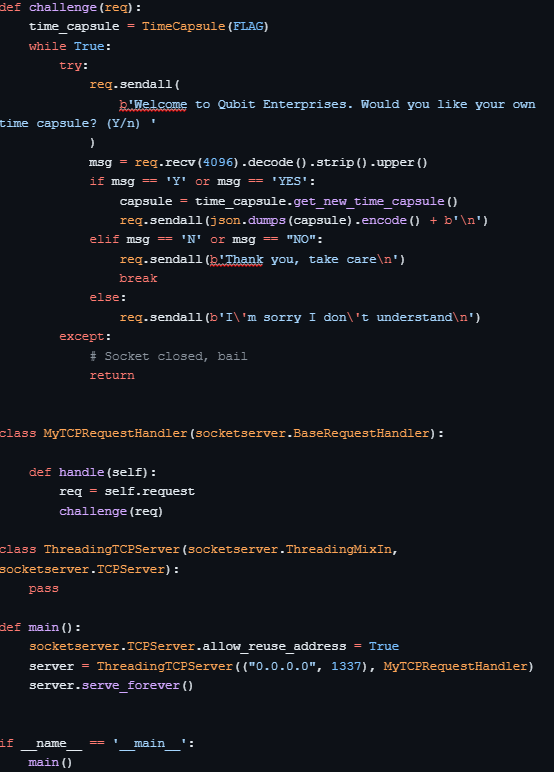 def challenge(req):
    time_capsule = TimeCapsule(FLAG)
    while True:
        try:
            req.sendall(
                b'Welcome to Qubit Enterprises. Would you like your own
time capsule? (Y/n) '
            )
            msg = req.recv(4096).decode().strip().upper()
            if msg == 'Y' or msg == 'YES':
                capsule = time_capsule.get_new_time_capsule()
                req.sendall(json.dumps(capsule).encode() + b'\n')
            elif msg == 'N' or msg == "NO":
                req.sendall(b'Thank you, take care\n')
                break
            else:
                req.sendall(b'I\'m sorry I don\'t understand\n')
        except:
            # Socket closed, bail
            return
class MyTCPRequestHandler(socketserver.BaseRequestHandler):
    def handle(self):
        req = self.request
        challenge(req)
class ThreadingTCPServer(socketserver.ThreadingMixIn,
socketserver.TCPServer):
    pass
def main():
    socketserver.TCPServer.allow_reuse_address = True
    server = ThreadingTCPServer(("0.0.0.0", 1337), MyTCPRequestHandler)
    server.serve_forever()
if __name__ == '__main__':
    main()